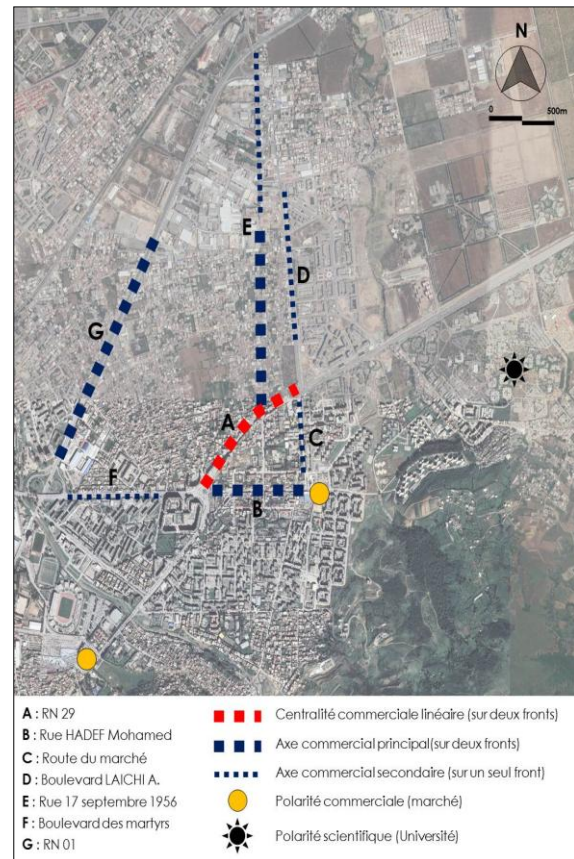 N
0 500m
E
D
G
A
C
F
B
A : RN 29
B : Rue HADEF Mohamed
C : Route du marché
D : Boulevard LAICHI A.
E : Rue 17 septembre 1956
F : Boulevard des martyrs
G : RN 01
Centralité commerciale linéaire (sur deux fronts)
Axe commercial principal(sur deux fronts)
Axe commercial secondaire (sur un seul front)
Polarité commerciale (marché)
Polarité scientifique (Université)